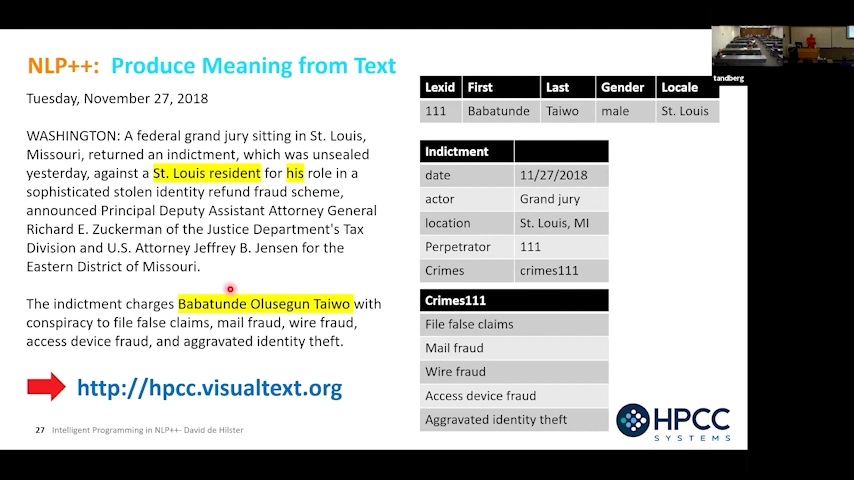 NLP++: Produce Meaning from Text
Tuesday, November 27, 2018
WASHINGTON: A federal grand jury sitting in St. Louis,
Missouri, returned an indictment, which was unsealed
yesterday, against a St. Louis resident for his role in a
sophisticated stolen identity refund fraud scheme,
announced Principal Deputy Assistant Attorney General
Richard E. Zuckerman of the Justice Department's Tax
Division and U.S. Attorney Jeffrey B. Jensen for the
Eastern District of Missouri.
The indictment charges Babatunde Olusegun Taiwo with
conspiracy to file false claims, mail fraud, wire fraud,
access device fraud, and aggravated identity theft.
http://hpcc.visualtext.org
27 Intelligent Programming in NLP++- David de Hilster
Lexid First Last Gender Locale
111 Babatunde Taiwo male St. Louis
Indictment
date 11/27/2018
actor Grand jury
location St. Louis, MI
Perpetrator 111
Crimes crimes111
Crimes111
File false claims
Mail fraud
Wire fraud
Access device fraud
Aggravated identity theft
HPCC
SYSTEMS
tandberg